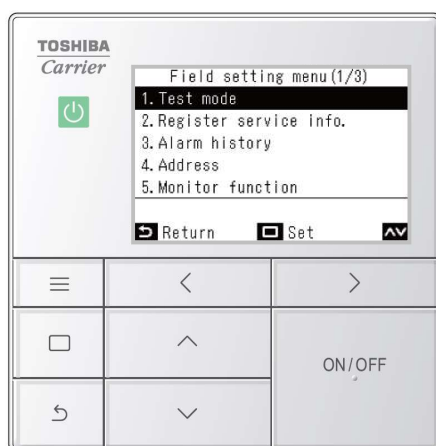 TOSHIBA
Carrier
Field setting menu(1/3)
1.Test mode
2.Register service info.
3.Alarm history
4.Address
5.Monitor function
Return Set
ON/OFF